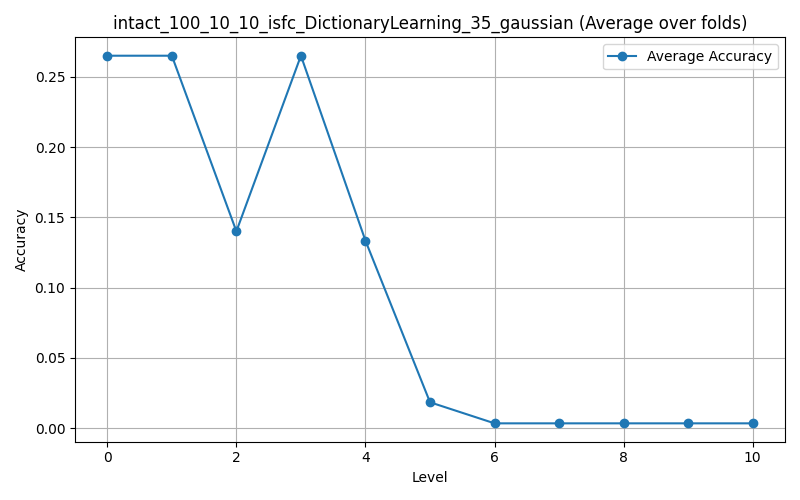 intact_100_10_10_isfc_DictionaryLearning_35_gaussian (Average over folds)
Average Accuracy
0.25
0.20
0.15
0.10
0.05
0.00
Accuracy
0 2 4 6 8 10
Level